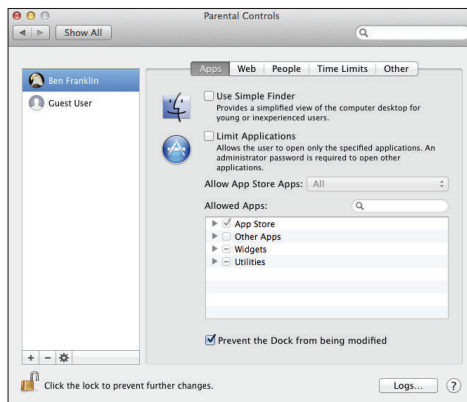 Parental Controls
Show All
Apps Web People Time Limits Other
Ben Franklin
Guest User
Use Simple Finder
Provides a simplified view of the computer desktop for
young or inexperienced users.
Limit Applications
Allows the user to open only the specified applications. An
administrator password is required to open other
applications.
Allow App Store Apps: All
Allowed Apps:
App Store
Other Apps
Widgets
Utilities
Prevent the Dock from being modified
Click the lock to prevent further changes.
Logs... ?